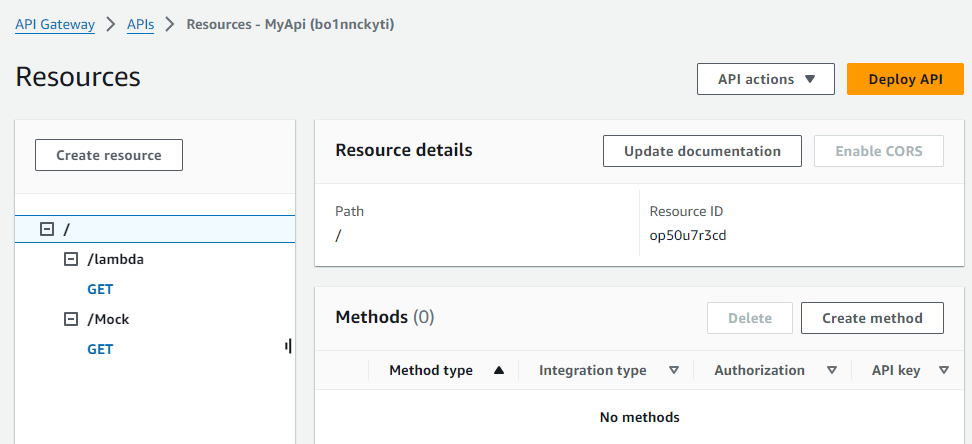 API Gateway > APIs > Resources - MyApi (bo1nnckyti)
Resources
API actions
Deploy API
Create resource
/
/lambda
GET
/Mock
GET
Resource details
Update documentation
Enable CORS
Path
/
Resource ID
op50u7r3cd
Methods (0)
Delete
Create method
Method type
Integration type
Authorization
API key
No methods